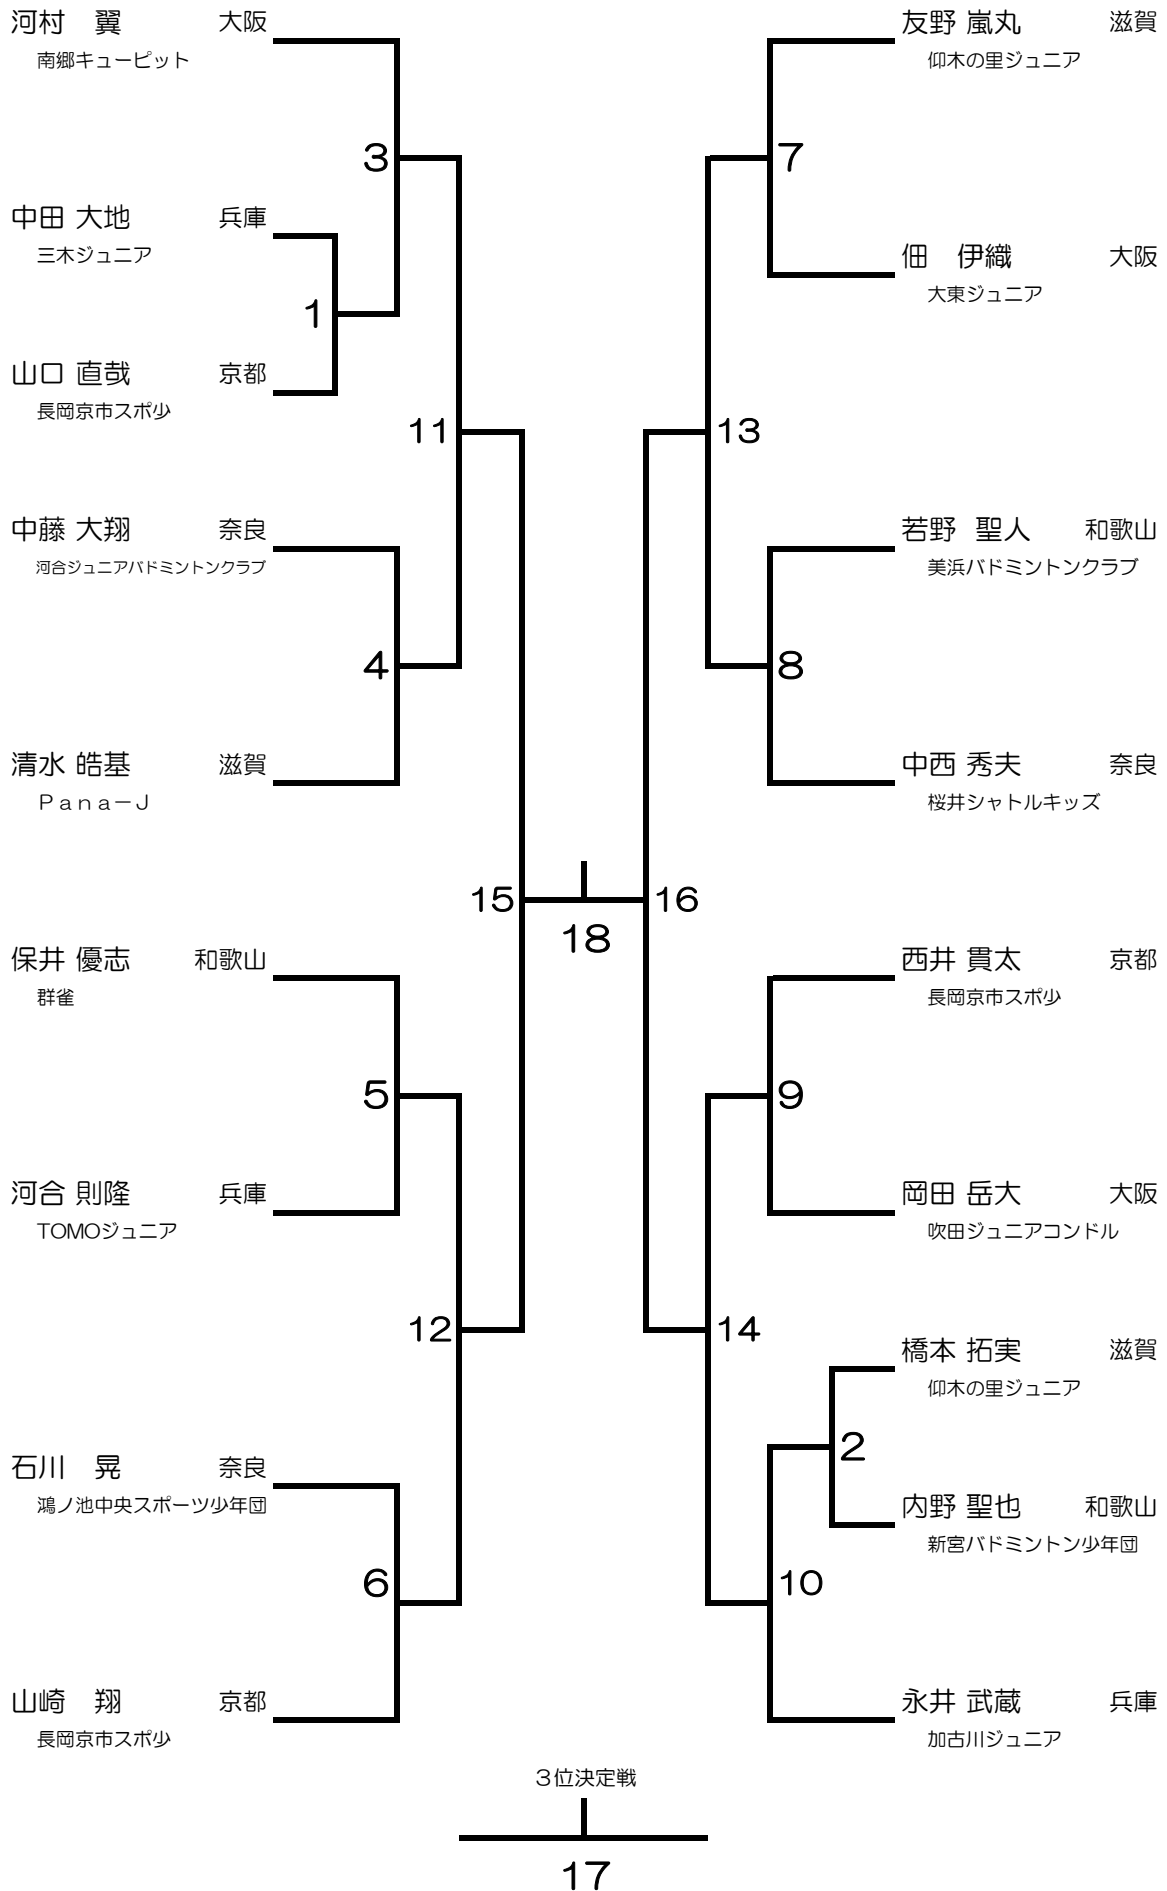 河村　翼　大阪
南郷キューピット
3
中田 大地　兵庫
三木ジュニア
1
山口 直哉　京都
長岡京市スポ少
11
中藤 大翔　奈良
河合ジュニアバドミントンクラブ
4
清水 皓基　滋賀
Ｐａｎａ－Ｊ
15
保井 優志　和歌山
群雀
5
河合 則隆　兵庫
TOMOジュニア
12
石川　晃　奈良
鴻ノ池中央スポーツ少年団
6
山崎　翔　京都
長岡京市スポ少
18
友野 嵐丸　滋賀
仰木の里ジュニア
7
佃　伊織　大阪
大東ジュニア
13
若野 聖人　和歌山
美浜バドミントンクラブ
8
中西 秀夫　奈良
桜井シャトルキッズ
16
西井 貫太　京都
長岡京市スポ少
9
岡田 岳大　大阪
吹田ジュニアコンドル
14
橋本 拓実　滋賀
仰木の里ジュニア
2
内野 聖也　和歌山
新宮バドミントン少年団
10
永井 武蔵　兵庫
加古川ジュニア
３位決定戦
17